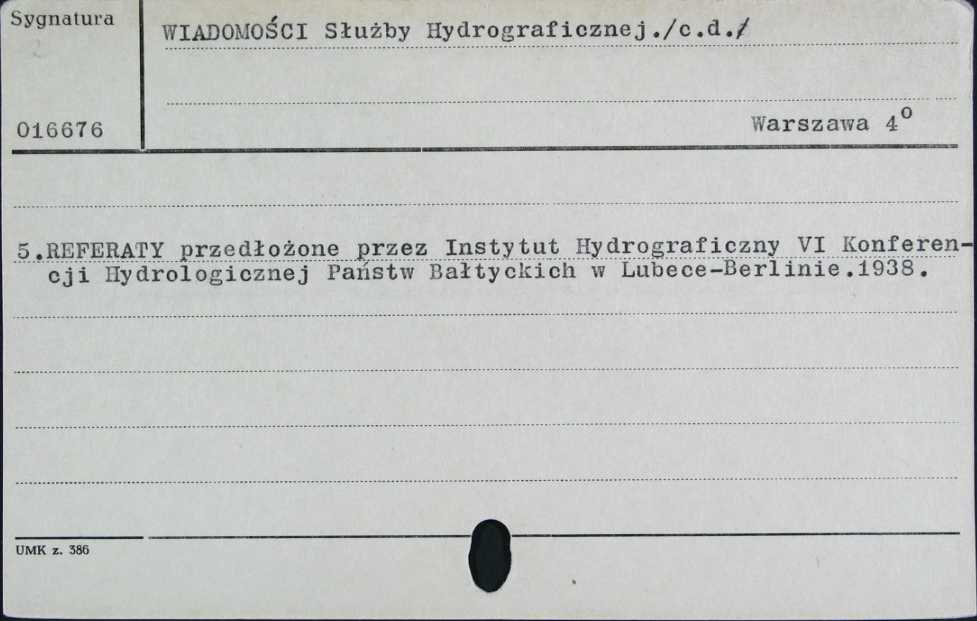 Sygnatura
WIADOMOŚCI Służby Hydrograficznej./c.d./
016676
Warszawa 4º
5.REFERATY przedłożone przez Instytut Hydrograficzny VI Konferen-
cji Hydrologicznej Państw Bałtyckich w Lubece-Berlinie.1938.
UMK z. 386